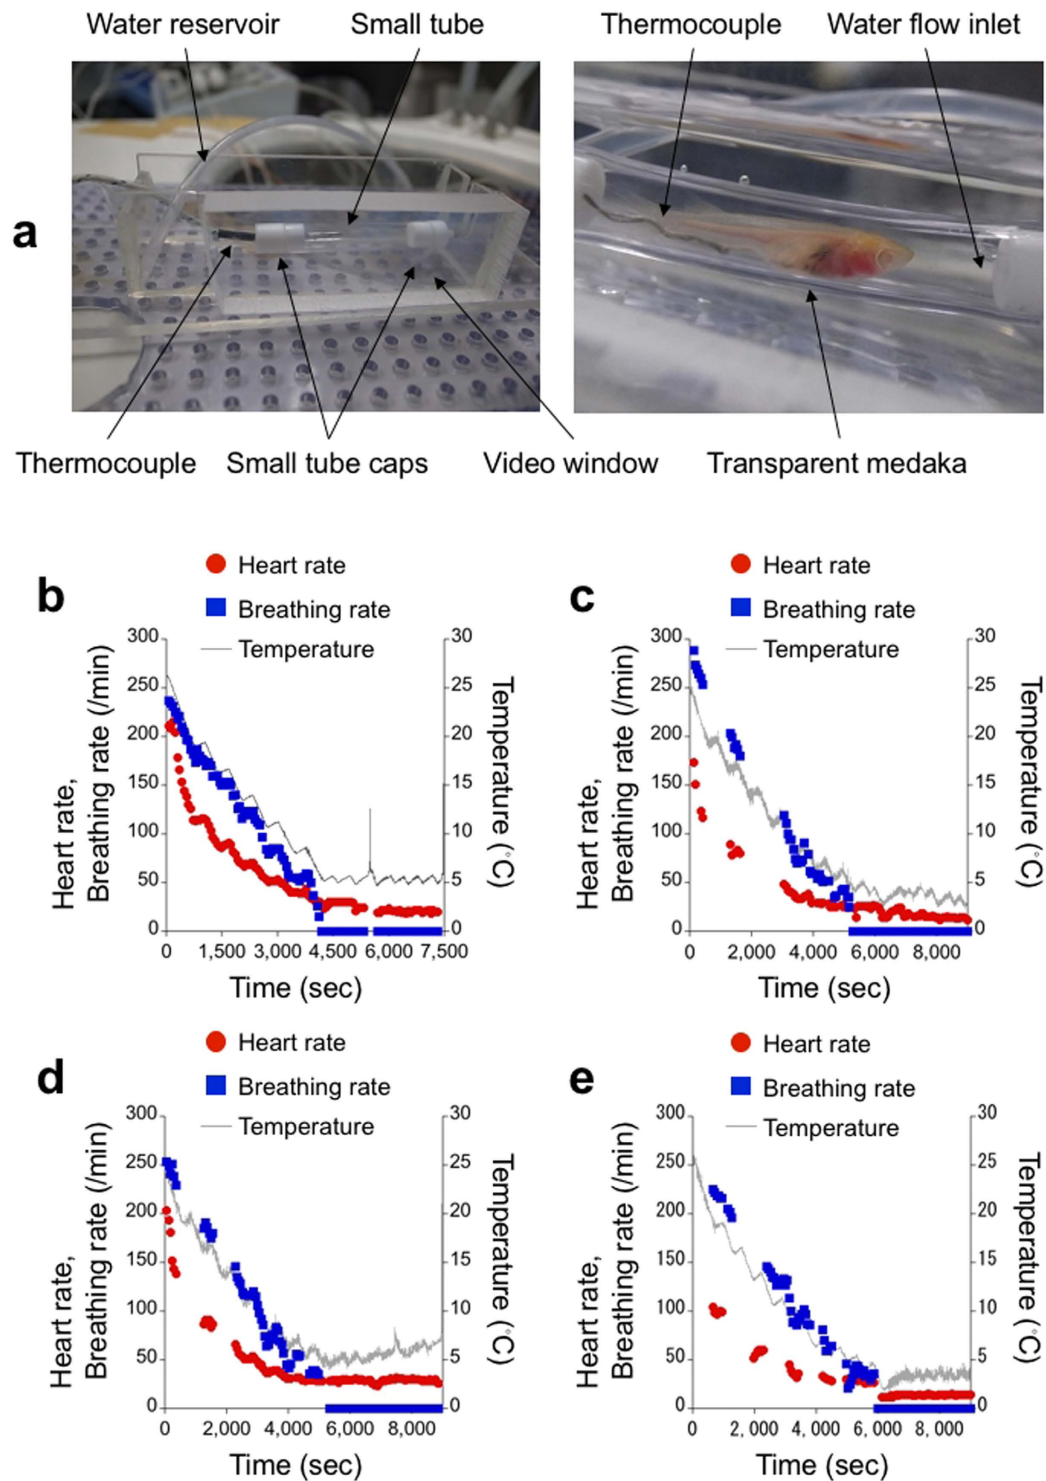 Water reservoir
Small tube
Thermocouple
Water flow inlet
a
Thermocouple
Small tube caps
Video window
Transparent medaka
b
Heart rate
Breathing rate
Temperature
Heart rate,
Breathing rate (/min)
300
250
200
150
100
50
0
30
25
20
15
10
5
0
Temperature (°C)
0 1,500 3,000 4,500 6,000 7,500
Time (sec)
c
Heart rate
Breathing rate
Temperature
Heart rate,
Breathing rate (/min)
300
250
200
150
100
50
0
30
25
20
15
10
5
0
Temperature (°C)
0 2,000 4,000 6,000 8,000
Time (sec)
d
Heart rate
Breathing rate
Temperature
Heart rate,
Breathing rate (/min)
300
250
200
150
100
50
0
30
25
20
15
10
5
0
Temperature (°C)
0 2,000 4,000 6,000 8,000
Time (sec)
e
Heart rate
Breathing rate
Temperature
Heart rate,
Breathing rate (/min)
300
250
200
150
100
50
0
30
25
20
15
10
5
0
Temperature (°C)
0 2,000 4,000 6,000 8,000
Time (sec)